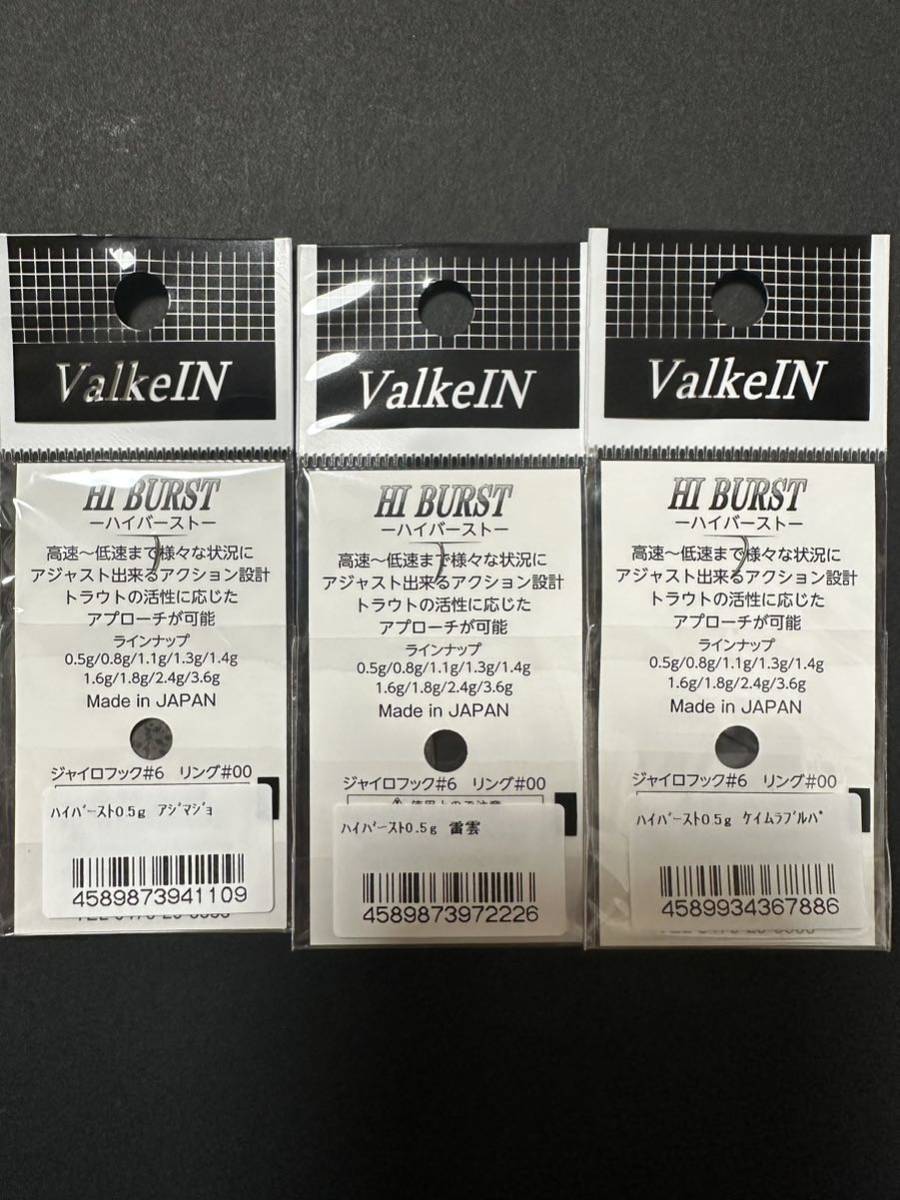 ValkeIN
HI BURST
ーハイバーストー
高速～低速まで様々な状況に
アジャスト出来るアクション設計
トラウトの活性に応じた
アプローチが可能
ラインナップ
0.5g/0.8g/1.1g/1.3g/1.4g
1.6g/1.8g/2.4g/3.6g
Made in JAPAN
ジャイロフック#6 リング#00
ﾊｲﾊﾞｰｽﾄ0.5g ｱｼﾞﾏｼﾞｮ
4589873941109
ValkeIN
HI BURST
ーハイバーストー
高速～低速まで様々な状況に
アジャスト出来るアクション設計
トラウトの活性に応じた
アプローチが可能
ラインナップ
0.5g/0.8g/1.1g/1.3g/1.4g
1.6g/1.8g/2.4g/3.6g
Made in JAPAN
ジャイロフック#6 リング#00
使用上のご注意
ﾊｲﾊﾞｰｽﾄ0.5g 雷雲
4589873972226
ValkeIN
HI BURST
ーハイバーストー
高速～低速まで様々な状況に
アジャスト出来るアクション設計
トラウトの活性に応じた
アプローチが可能
ラインナップ
0.5g/0.8g/1.1g/1.3g/1.4g
1.6g/1.8g/2.4g/3.6g
Made in JAPAN
ジャイロフック#6 リング#00
ﾊｲﾊﾞｰｽﾄ0.5g ｹｲﾑﾗﾌﾞﾙﾊﾟ
4589934367886